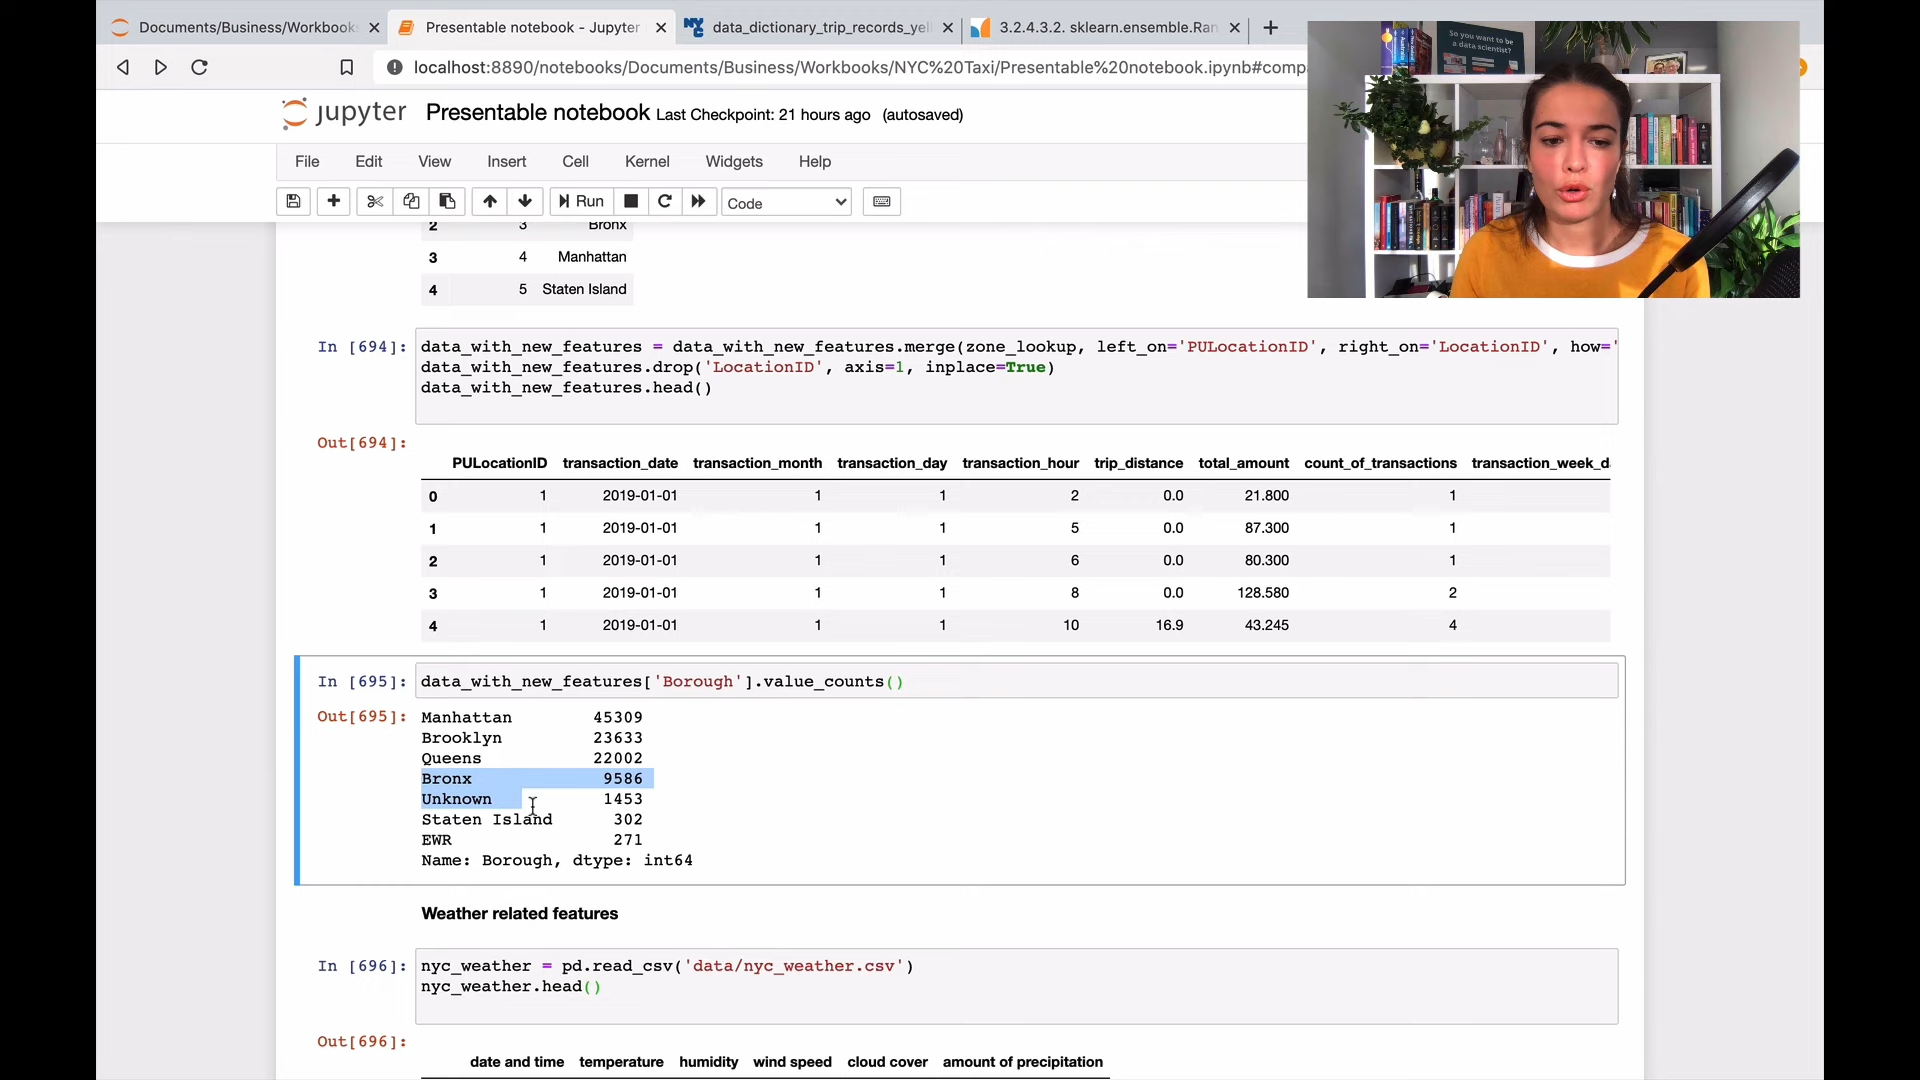 Documents/Business/Workbooks
Presentable notebook - Jupyter
data_dictionary_trip_records_yell
3.2.4.3.2. sklearn.ensemble.Ran
localhost:8890/notebooks/Documents/Business/Workbooks/NYC%20Taxi/Presentable%20notebook.ipynb#comp
So you want to be
a data scientist?
jupyter Presentable notebook Last Checkpoint: 21 hours ago (autosaved)
File Edit View Insert Cell Kernel Widgets Help
Run Code
2 3 Bronx
3 4 Manhattan
4 5 Staten Island
In [694]: data_with_new_features = data_with_new_features.merge(zone_lookup, left_on='PULocationID', right_on='LocationID', how='
data_with_new_features.drop('LocationID', axis=1, inplace=True)
data_with_new_features.head()
Out[694]:
PULocationID transaction_date transaction_month transaction_day transaction_hour trip_distance total_amount count_of_transactions transaction_week_d
0 1 2019-01-01 1 1 2 0.0 21.800 1
1 1 2019-01-01 1 1 5 0.0 87.300 1
2 1 2019-01-01 1 1 6 0.0 80.300 1
3 1 2019-01-01 1 1 8 0.0 128.580 2
4 1 2019-01-01 1 1 10 16.9 43.245 4
In [695]: data_with_new_features['Borough'].value_counts()
Out[695]: Manhattan 45309
Brooklyn 23633
Queens 22002
Bronx 9586
Unknown 1453
Staten Island 302
EWR 271
Name: Borough, dtype: int64
Weather related features
In [696]: nyc_weather = pd.read_csv('data/nyc_weather.csv')
nyc_weather.head()
Out[696]:
date and time temperature humidity wind speed cloud cover amount of precipitation